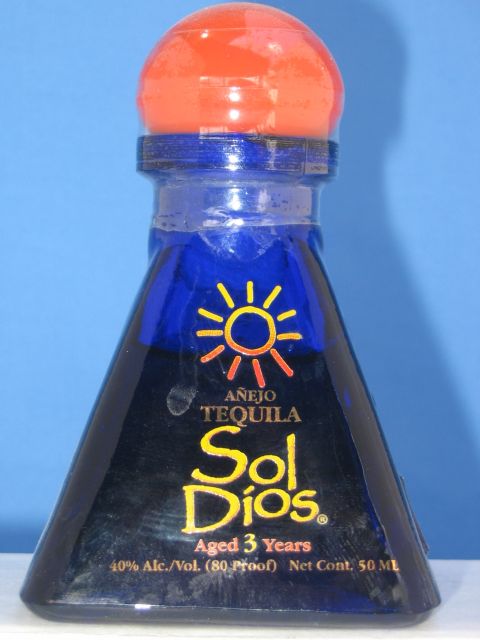 AÑEJO
TEQUILA
Sol
Dios®
Aged 3 Years
40% Alc./Vol. (80 Proof) Net Cont. 50 ML